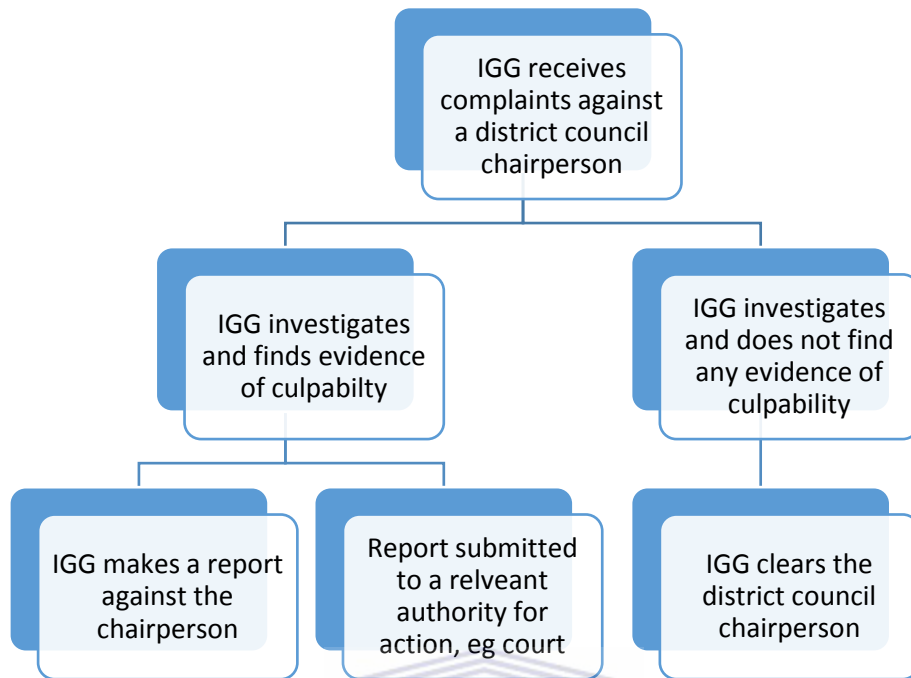 IGG receives
complaints against
a district council
chairperson
IGG investigates
and finds evidence
of culpabilty
IGG investigates
and does not find
any evidence of
culpability
IGG makes a report
against the
chairperson
Report submitted
to a relveant
authority for
action, eg court
IGG clears the
district council
chairperson